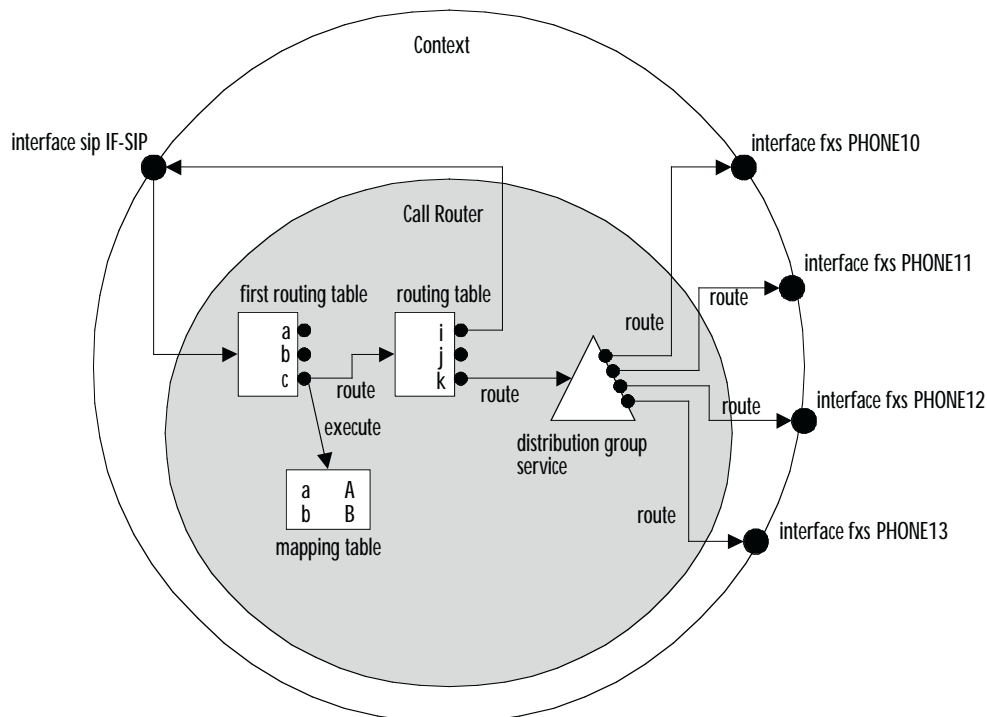 Context
interface sip IF-SIP
interface fxs PHONE10
Call Router
interface fxs PHONE11
route
first routing table
routing table
route
a
b
c
i
j
k
route
route
route
interface fxs PHONE12
execute
distribution group
service
a A
b B
mapping table
route
interface fxs PHONE13